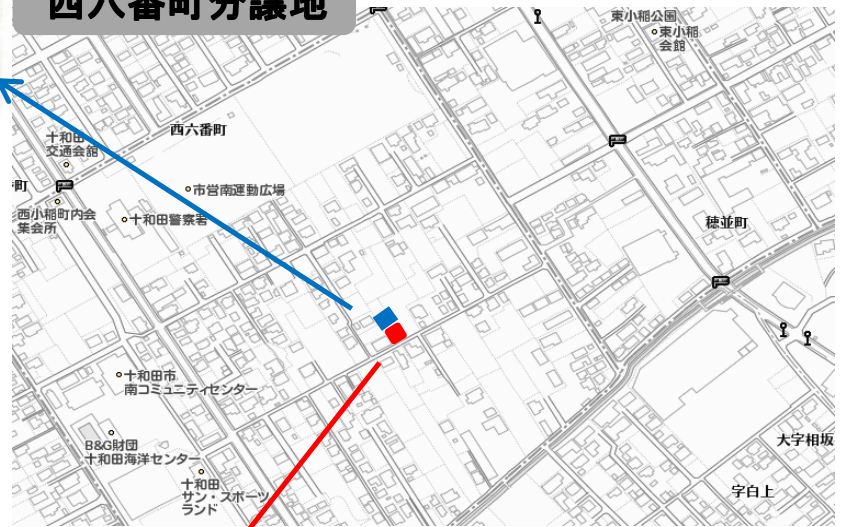 西八番町分譲地
東小稲公園
東小稲
会館
西六番町
十和田
交通会館
町
市営南運動広場
西小稲町内会
集会所
十和田警察署
穂並町
十和田市
南コミュニティセンター
B&G財団
十和田海洋センター
十和田
サン・スポーツ
ランド
大字相坂
字白上